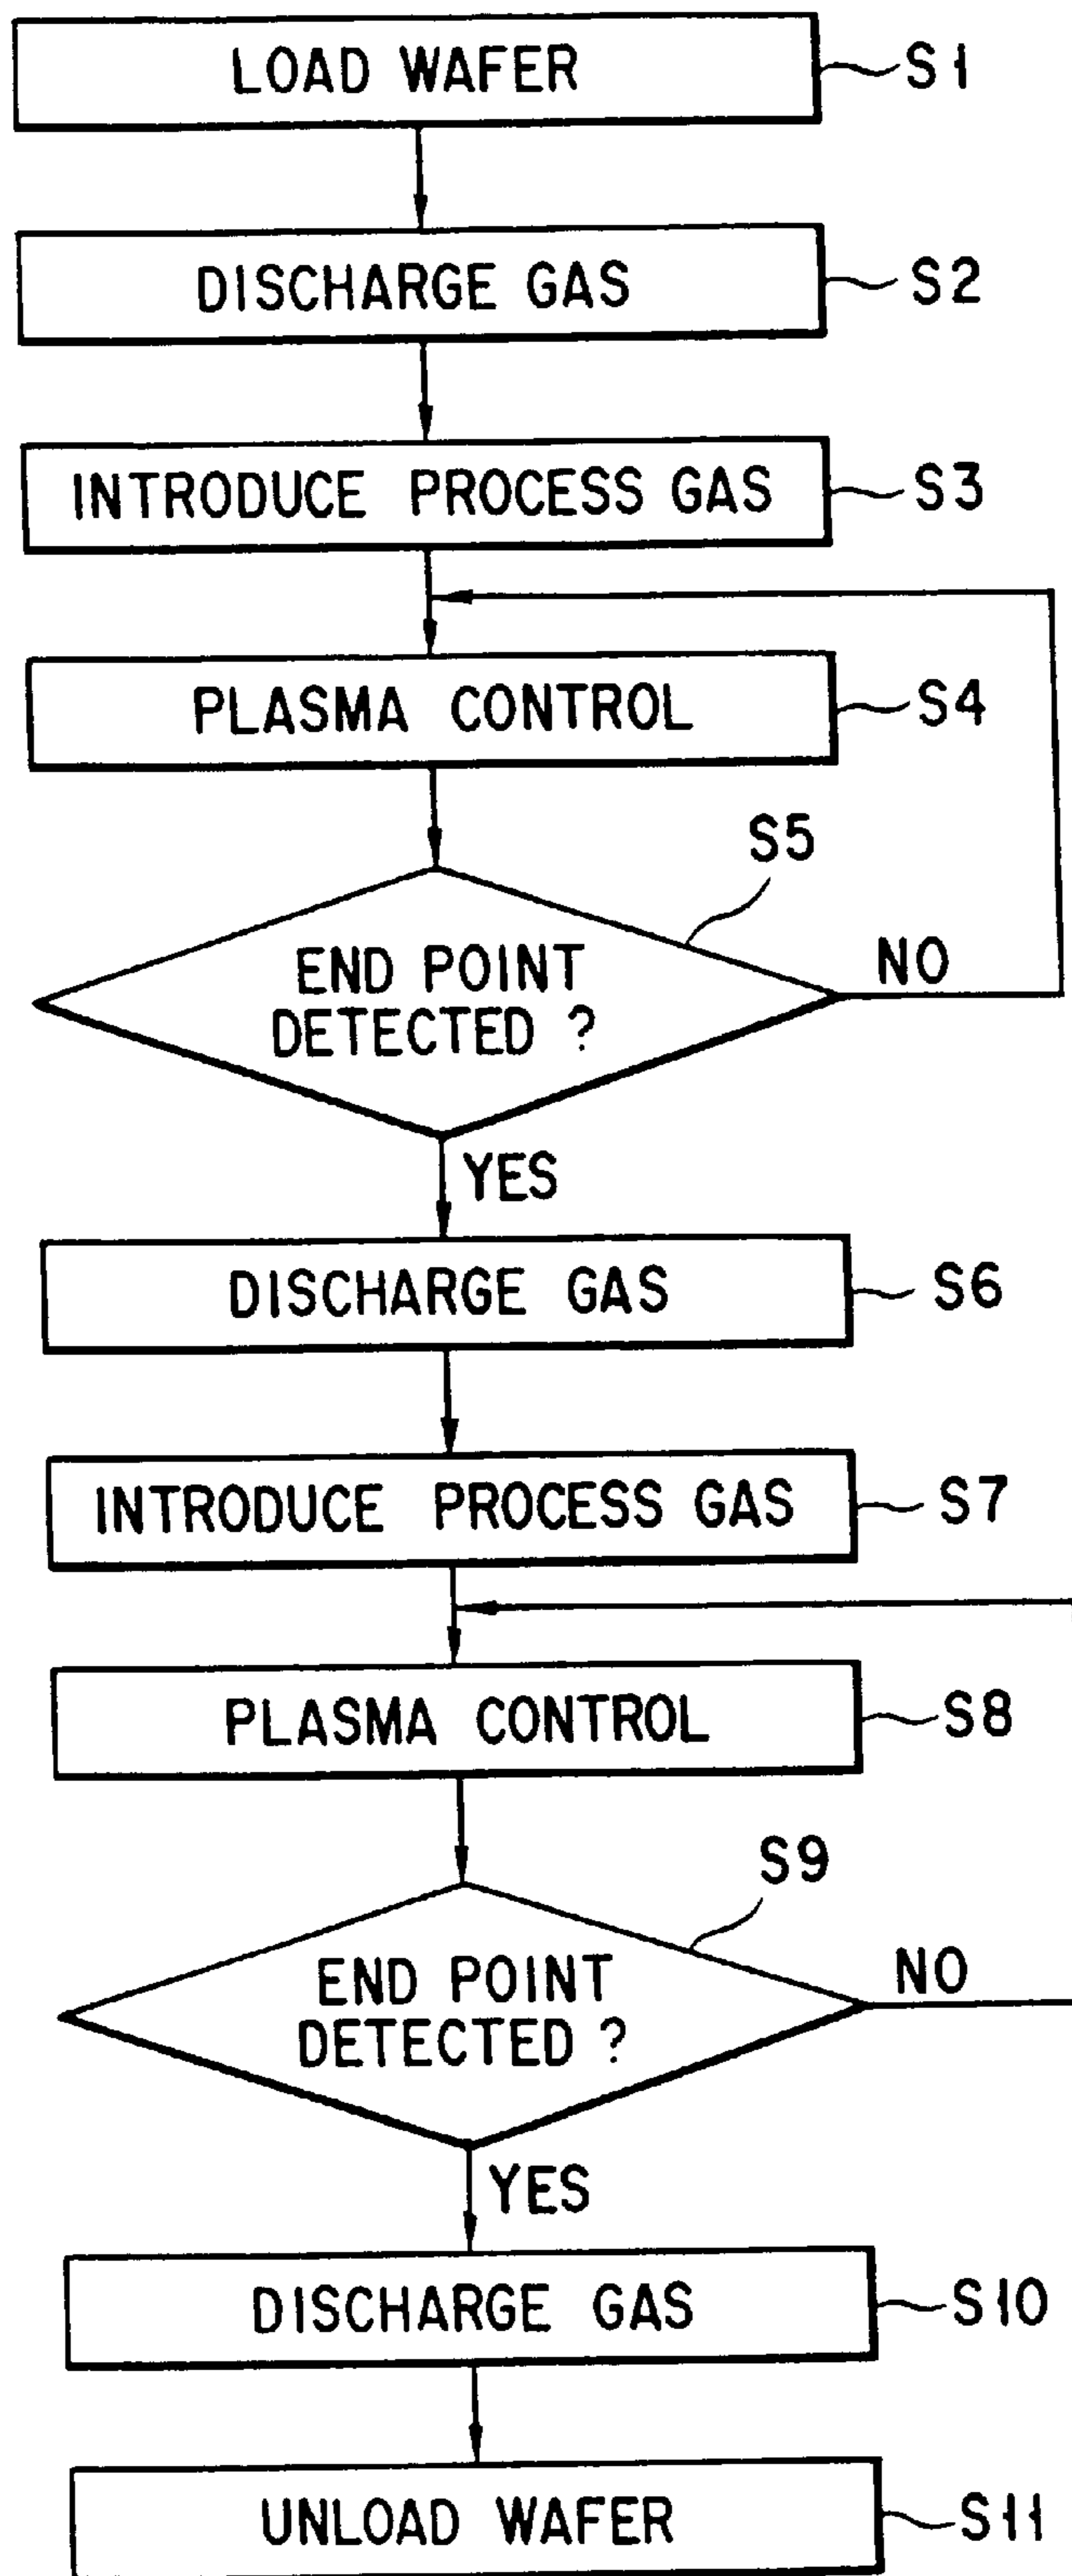 LOAD WAFER S1
DISCHARGE GAS S2
INTRODUCE PROCESS GAS S3
PLASMA CONTROL S4
S5
END POINT NO
DETECTED ?
YES
DISCHARGE GAS S6
INTRODUCE PROCESS GAS S7
PLASMA CONTROL S8
S9
END POINT NO
DETECTED ?
YES
DISCHARGE GAS S10
UNLOAD WAFER S11